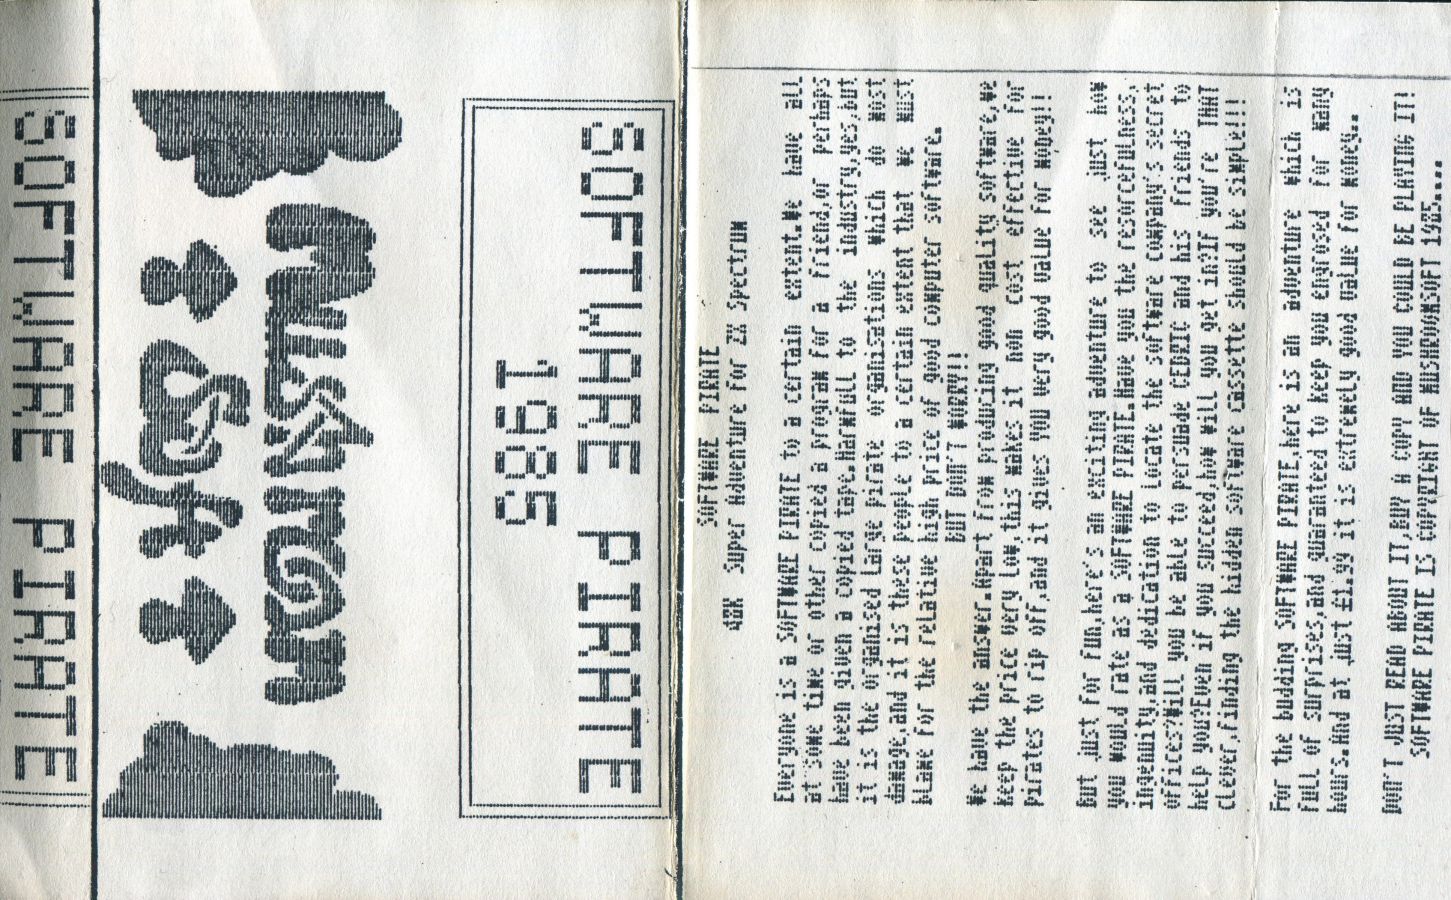 SOFTWARE PIRATE
Mushroom
Soft
SOFTWARE PIRATE
1985
SOFTWARE PIRATE
48K Super Adventure For ZX Spectrum
Everyone is a SOFTWARE PIRATE to a certain extent.We have all
at some time or other copied a program for a friend,or perhaps
have been given a copied tape.Harmfull to the industry,yes,but
it is the organised large pirate organisations which do most
damage,and it is these people to a certain extent that we must
blame for the relative high price of good computer software.
BUT DON'T WORRY!!
We have the answer.Apart from producing good quality software,we
keep the price very low,this makes it non cost effective for
pirates to rip off,and it gives you very good value for money!!
But just for fun,here's an exciting adventure to see just how
you would rate as a SOFTWARE PIRATE.Have you the resorcefulness,
ingenuity,and dedication to locate the software company's secret
offices?Will you be able to persuade CEDRIC and his friends to
help you?Even if you succeed,how will you get in?If you're THAT
clever,finding the hidden software cassette should be simple!!!
For the budding SOFTWARE PIRATE,here is an adventure which is
full of surprises,and guaranteed to keep you engrosed for many
hours.And at just £1.99 it is extremely good value for money..
DON'T JUST READ ABOUT IT,BUY A COPY AND YOU COULD BE PLAYING IT!
SOFTWARE PIRATE IS COPYRIGHT OF MUSHROOMSOFT 1985....